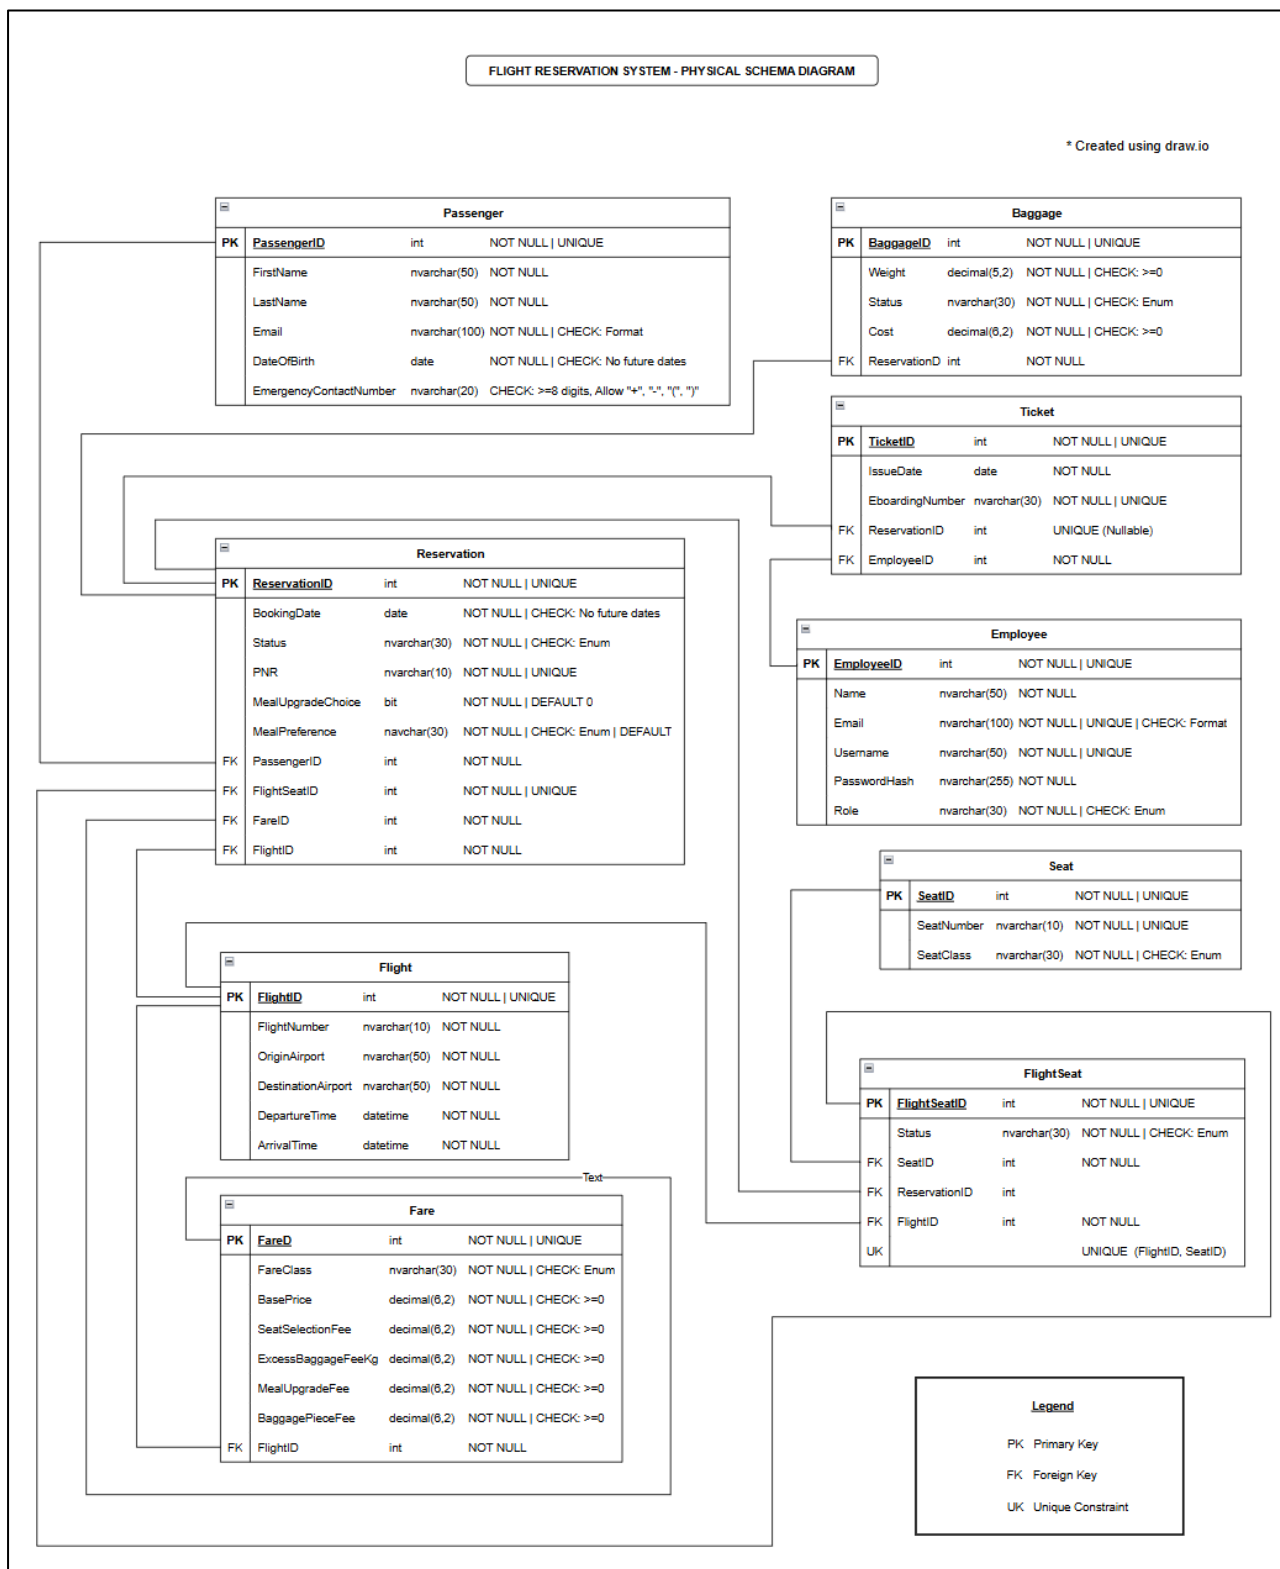 FLIGHT RESERVATION SYSTEM - PHYSICAL SCHEMA DIAGRAM
* Created using draw.io
Passenger
PK PassengerID int NOT NULL | UNIQUE
FirstName nvarchar(50) NOT NULL
LastName nvarchar(50) NOT NULL
Email nvarchar(100) NOT NULL | CHECK: Format
DateOfBirth date NOT NULL | CHECK: No future dates
EmergencyContactNumber nvarchar(20) CHECK: >=8 digits, Allow "+", "-", "(", ")"
Baggage
PK BaggageID int NOT NULL | UNIQUE
Weight decimal(5,2) NOT NULL | CHECK: >=0
Status nvarchar(30) NOT NULL | CHECK: Enum
Cost decimal(6,2) NOT NULL | CHECK: >=0
FK ReservationD int NOT NULL
Ticket
PK TicketID int NOT NULL | UNIQUE
IssueDate date NOT NULL
EboardingNumber nvarchar(30) NOT NULL | UNIQUE
FK ReservationID int UNIQUE (Nullable)
FK EmployeeID int NOT NULL
Reservation
PK ReservationID int NOT NULL | UNIQUE
BookingDate date NOT NULL | CHECK: No future dates
Status nvarchar(30) NOT NULL | CHECK: Enum
PNR nvarchar(10) NOT NULL | UNIQUE
MealUpgradeChoice bit NOT NULL | DEFAULT 0
MealPreference navchar(30) NOT NULL | CHECK: Enum | DEFAULT
FK PassengerID int NOT NULL
FK FlightSeatID int NOT NULL | UNIQUE
FK FareID int NOT NULL
FK FlightID int NOT NULL
Employee
PK EmployeeID int NOT NULL | UNIQUE
Name nvarchar(50) NOT NULL
Email nvarchar(100) NOT NULL | UNIQUE | CHECK: Format
Username nvarchar(50) NOT NULL | UNIQUE
PasswordHash nvarchar(255) NOT NULL
Role nvarchar(30) NOT NULL | CHECK: Enum
Seat
PK SeatID int NOT NULL | UNIQUE
SeatNumber nvarchar(10) NOT NULL | UNIQUE
SeatClass nvarchar(30) NOT NULL | CHECK: Enum
Flight
PK FlightID int NOT NULL | UNIQUE
FlightNumber nvarchar(10) NOT NULL
OriginAirport nvarchar(50) NOT NULL
DestinationAirport nvarchar(50) NOT NULL
DepartureTime datetime NOT NULL
ArrivalTime datetime NOT NULL
FlightSeat
PK FlightSeatID int NOT NULL | UNIQUE
Status nvarchar(30) NOT NULL | CHECK: Enum
FK SeatID int NOT NULL
FK ReservationID int
FK FlightID int NOT NULL
UK UNIQUE (FlightID, SeatID)
Text
Fare
PK FareD int NOT NULL | UNIQUE
FareClass nvarchar(30) NOT NULL | CHECK: Enum
BasePrice decimal(6,2) NOT NULL | CHECK: >=0
SeatSelectionFee decimal(6,2) NOT NULL | CHECK: >=0
ExcessBaggageFeeKg decimal(6,2) NOT NULL | CHECK: >=0
MealUpgradeFee decimal(6,2) NOT NULL | CHECK: >=0
BaggagePieceFee decimal(6,2) NOT NULL | CHECK: >=0
FK FlightID int NOT NULL
Legend
PK Primary Key
FK Foreign Key
UK Unique Constraint